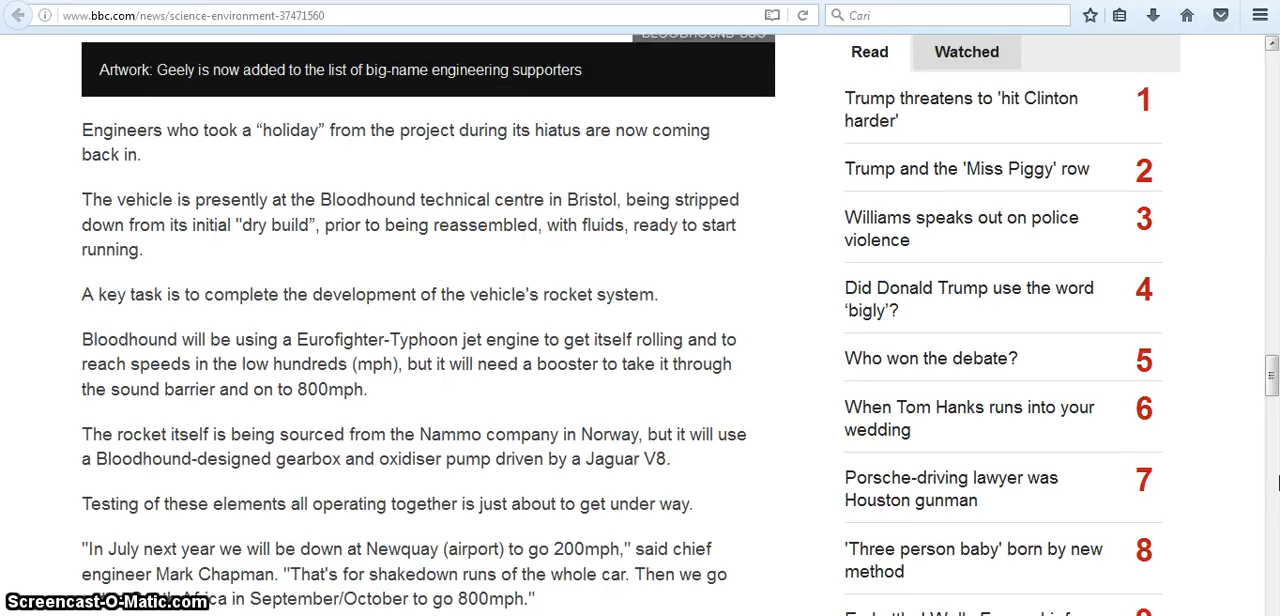 www.bbc.com/news/science-environment-37471560
Cari
BLOODHOUND SSC
Artwork: Geely is now added to the list of big-name engineering supporters
Engineers who took a “holiday” from the project during its hiatus are now coming
back in.
The vehicle is presently at the Bloodhound technical centre in Bristol, being stripped
down from its initial "dry build”, prior to being reassembled, with fluids, ready to start
running.
A key task is to complete the development of the vehicle's rocket system.
Bloodhound will be using a Eurofighter-Typhoon jet engine to get itself rolling and to
reach speeds in the low hundreds (mph), but it will need a booster to take it through
the sound barrier and on to 800mph.
The rocket itself is being sourced from the Nammo company in Norway, but it will use
a Bloodhound-designed gearbox and oxidiser pump driven by a Jaguar V8.
Testing of these elements all operating together is just about to get under way.
"In July next year we will be down at Newquay (airport) to go 200mph," said chief
engineer Mark Chapman. "That's for shakedown runs of the whole car. Then we go
Africa in September/October to go 800mph."
Read
Watched
Trump threatens to 'hit Clinton
harder'
1
Trump and the 'Miss Piggy' row
2
Williams speaks out on police
violence
3
Did Donald Trump use the word
‘bigly’?
4
Who won the debate?
5
When Tom Hanks runs into your
wedding
6
Porsche-driving lawyer was
Houston gunman
7
'Three person baby' born by new
method
8
Screencast-O-Matic.com